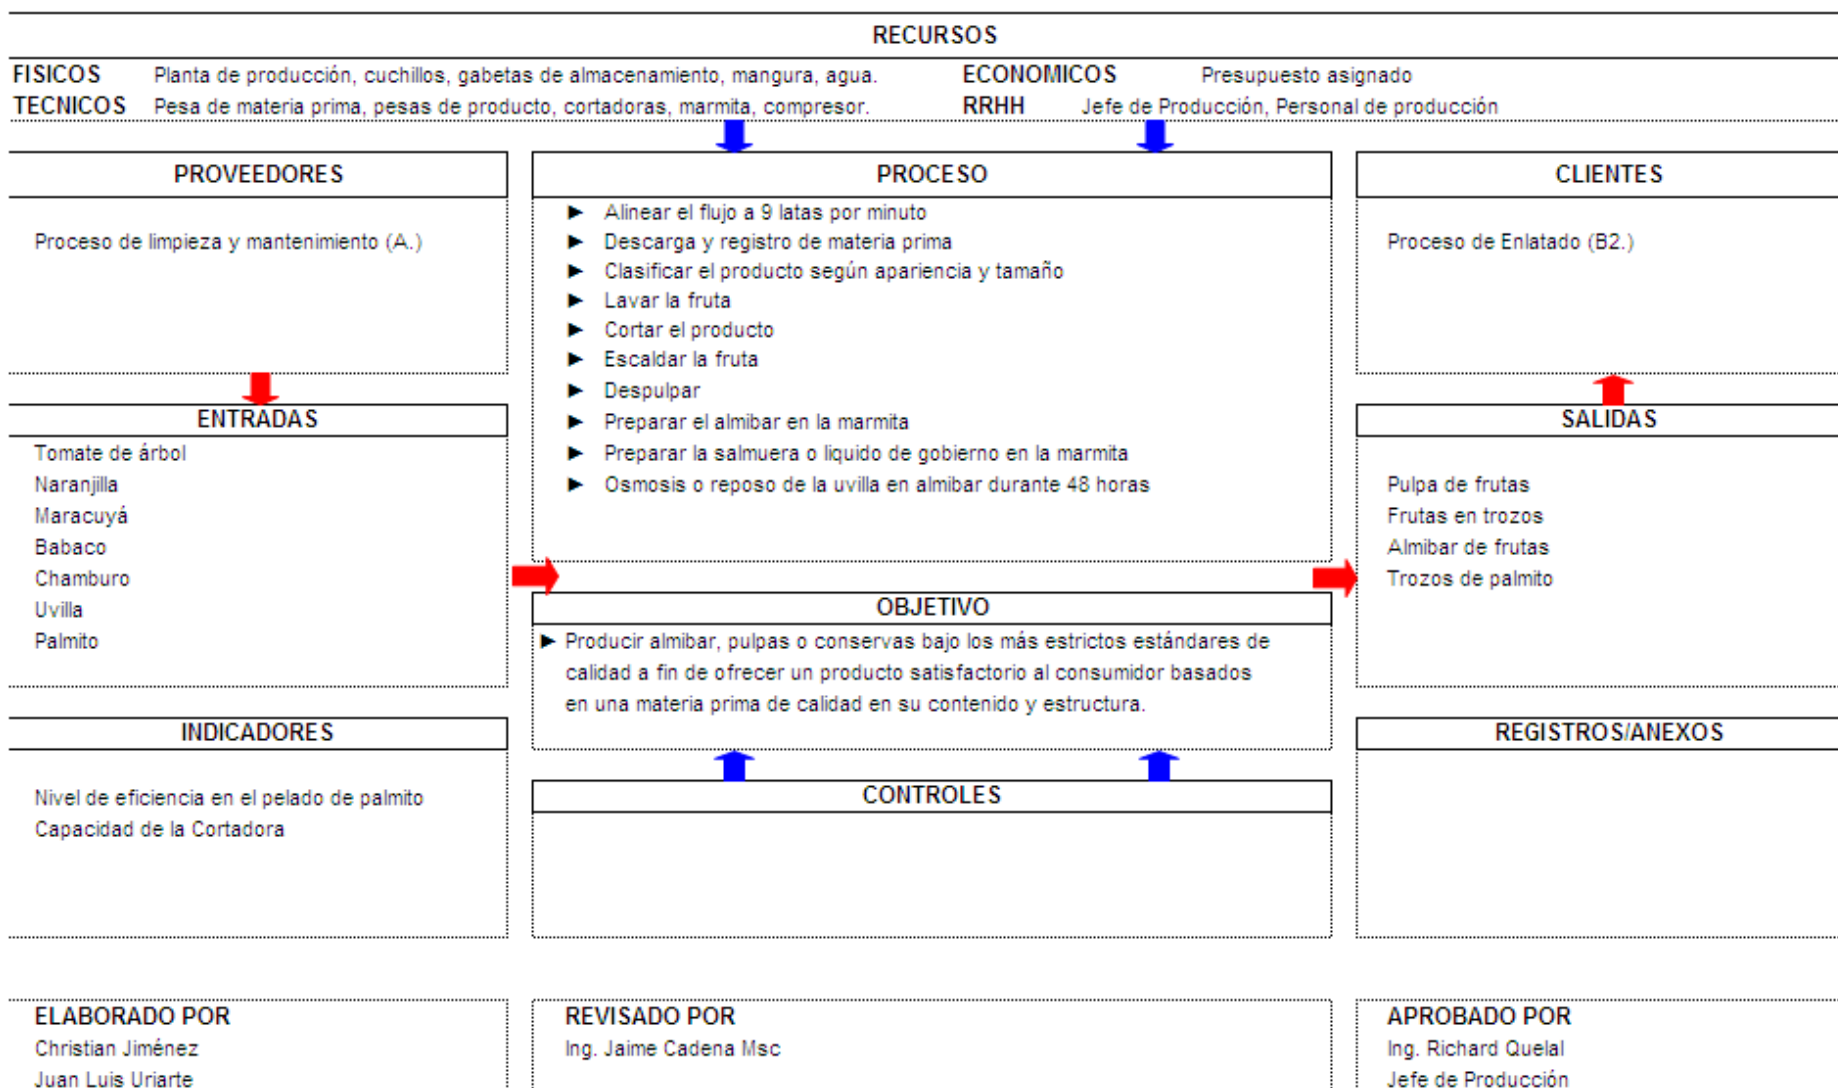 RECURSOS
FISICOS Planta de producción, cuchillos, gabetas de almacenamiento, mangura, agua. ECONOMICOS Presupuesto asignado
TECNICOS Pesa de materia prima, pesas de producto, cortadoras, marmita, compresor. RRHH Jefe de Producción, Personal de producción
PROVEEDORES
Proceso de limpieza y mantenimiento (A.)
PROCESO
► Alinear el flujo a 9 latas por minuto
► Descarga y registro de materia prima
► Clasificar el producto según apariencia y tamaño
► Lavar la fruta
► Cortar el producto
► Escaldar la fruta
► Despulpar
► Preparar el almibar en la marmita
► Preparar la salmuera o liquido de gobierno en la marmita
► Osmosis o reposo de la uvilla en almibar durante 48 horas
CLIENTES
Proceso de Enlatado (B2.)
ENTRADAS
Tomate de árbol
Naranjilla
Maracuyá
Babaco
Chamburo
Uvilla
Palmito
OBJETIVO
► Producir almibar, pulpas o conservas bajo los más estrictos estándares de
calidad a fin de ofrecer un producto satisfactorio al consumidor basados
en una materia prima de calidad en su contenido y estructura.
SALIDAS
Pulpa de frutas
Frutas en trozos
Almibar de frutas
Trozos de palmito
INDICADORES
Nivel de eficiencia en el pelado de palmito
Capacidad de la Cortadora
CONTROLES
REGISTROS/ANEXOS
ELABORADO POR
Christian Jiménez
Juan Luis Uriarte
REVISADO POR
Ing. Jaime Cadena Msc
APROBADO POR
Ing. Richard Quelal
Jefe de Producción